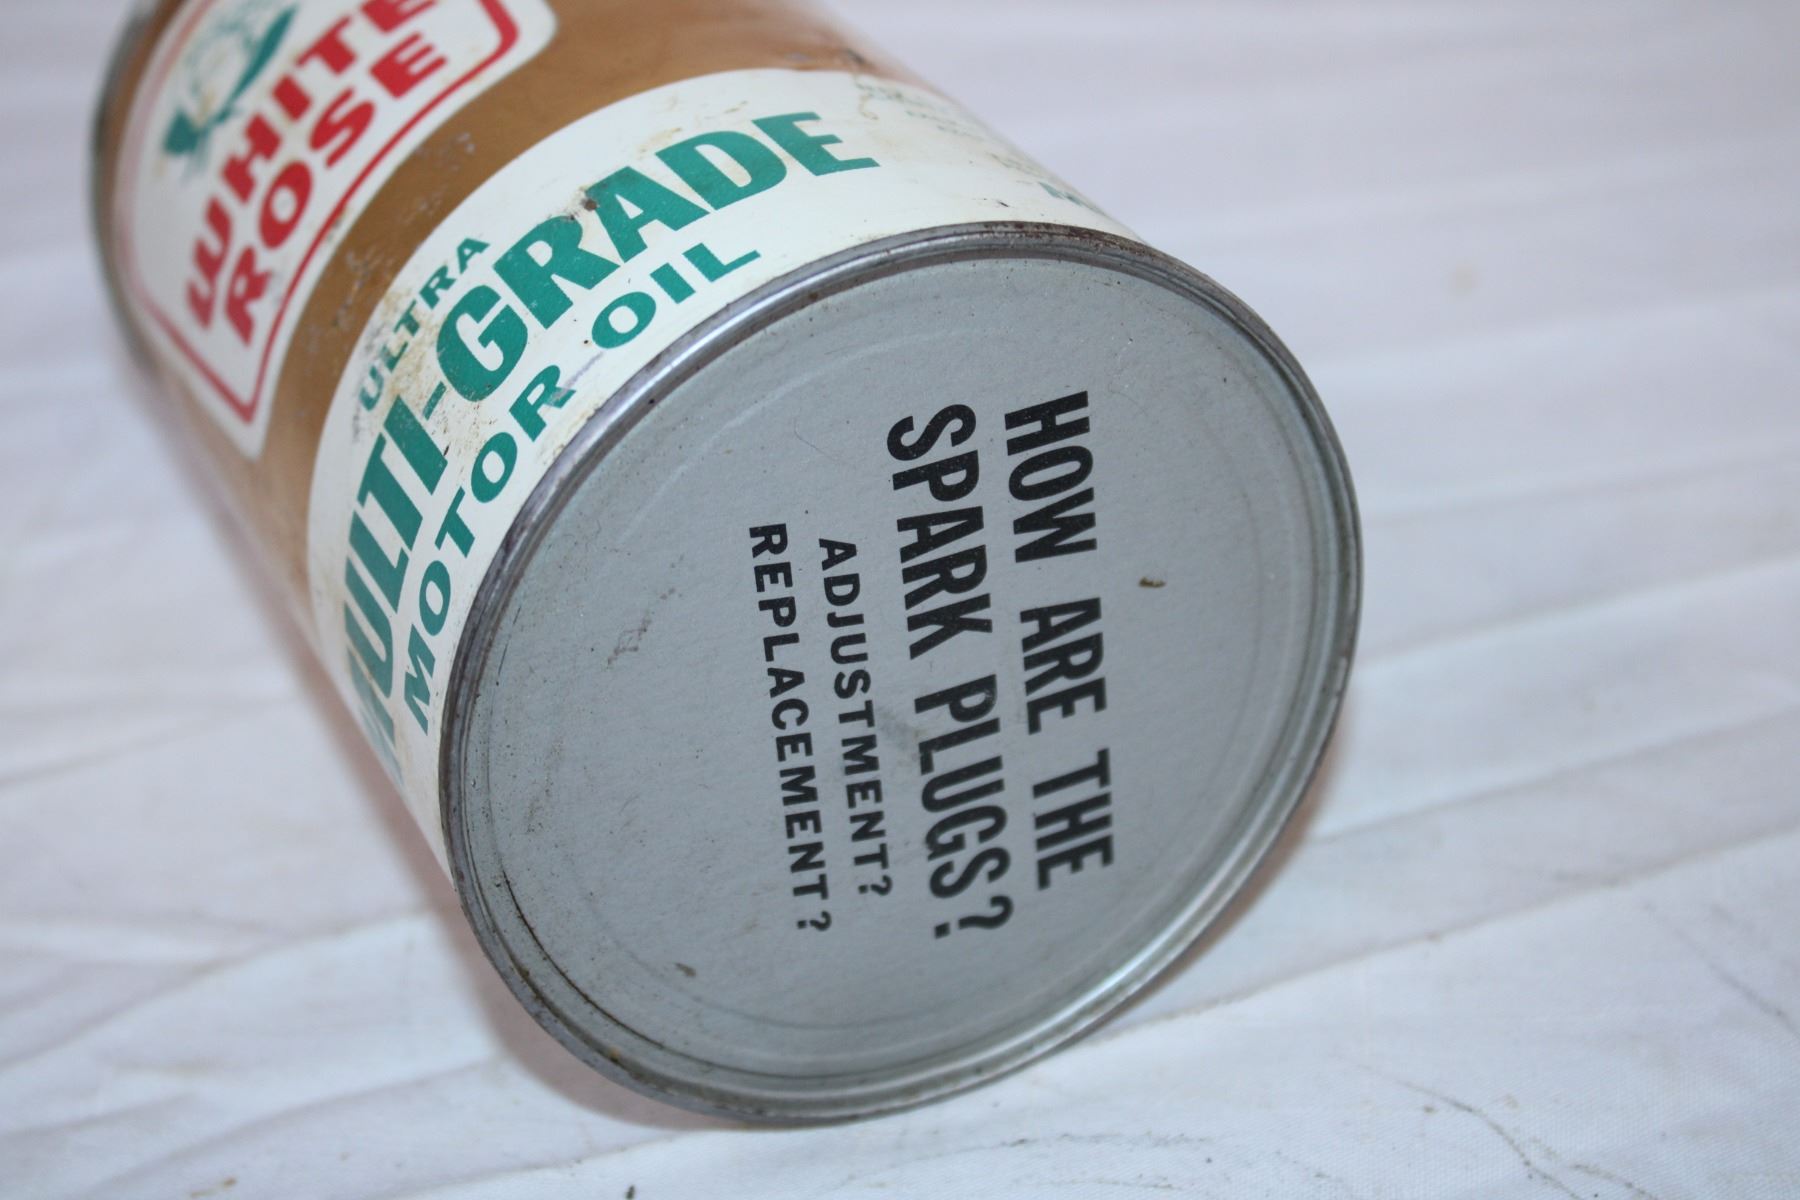 WHITE
ROSE
ULTRA
MULTI-GRADE
MOTOR OIL
HOW ARE THE
SPARK PLUGS?
ADJUSTMENT?
REPLACEMENT?